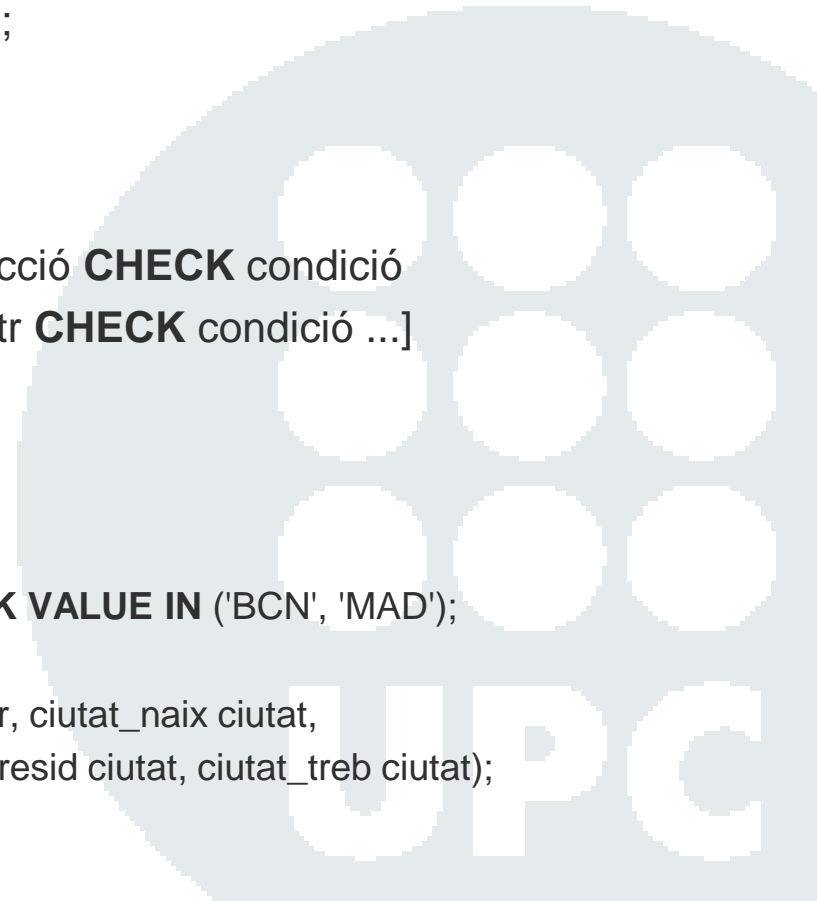 ;
cció CHECK condició
tr CHECK condició ...]
K VALUE IN ('BCN', 'MAD');
r, ciutat_naix ciutat,
resid ciutat, ciutat_treb ciutat);
UPC